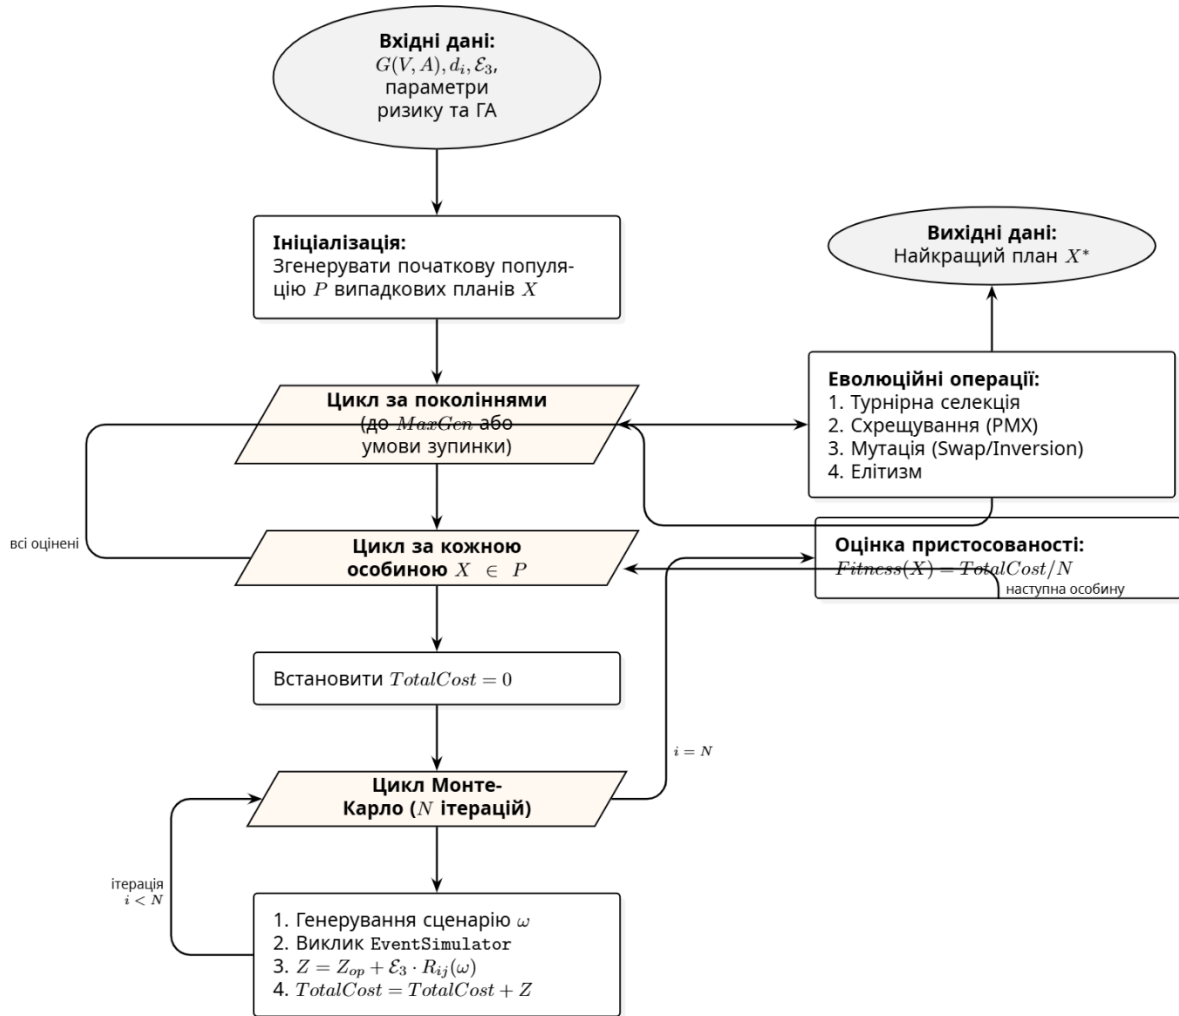 Вхідні дані:
G(V, A), d_i, ℰ_3,
параметри
ризику та ГА
Ініціалізація:
Згенерувати початкову популя-
цію P випадкових планів X
Вихідні дані:
Найкращий план X*
Цикл за поколіннями
(до MaxGen або
умови зупинки)
Еволюційні операції:
1. Турнірна селекція
2. Схрещування (PMX)
3. Мутація (Swap/Inversion)
4. Елітизм
всі оцінені
Цикл за кожною
особиною X ∈ P
Оцінка пристосованості:
Fitness(X) = TotalCost/N
наступна особину
Встановити TotalCost = 0
i = N
Цикл Монте-
Карло (N ітерацій)
ітерація
i < N
1. Генерування сценарію ω
2. Виклик EventSimulator
3. Z = Z_op + ℰ_3 · R_ij(ω)
4. TotalCost = TotalCost + Z